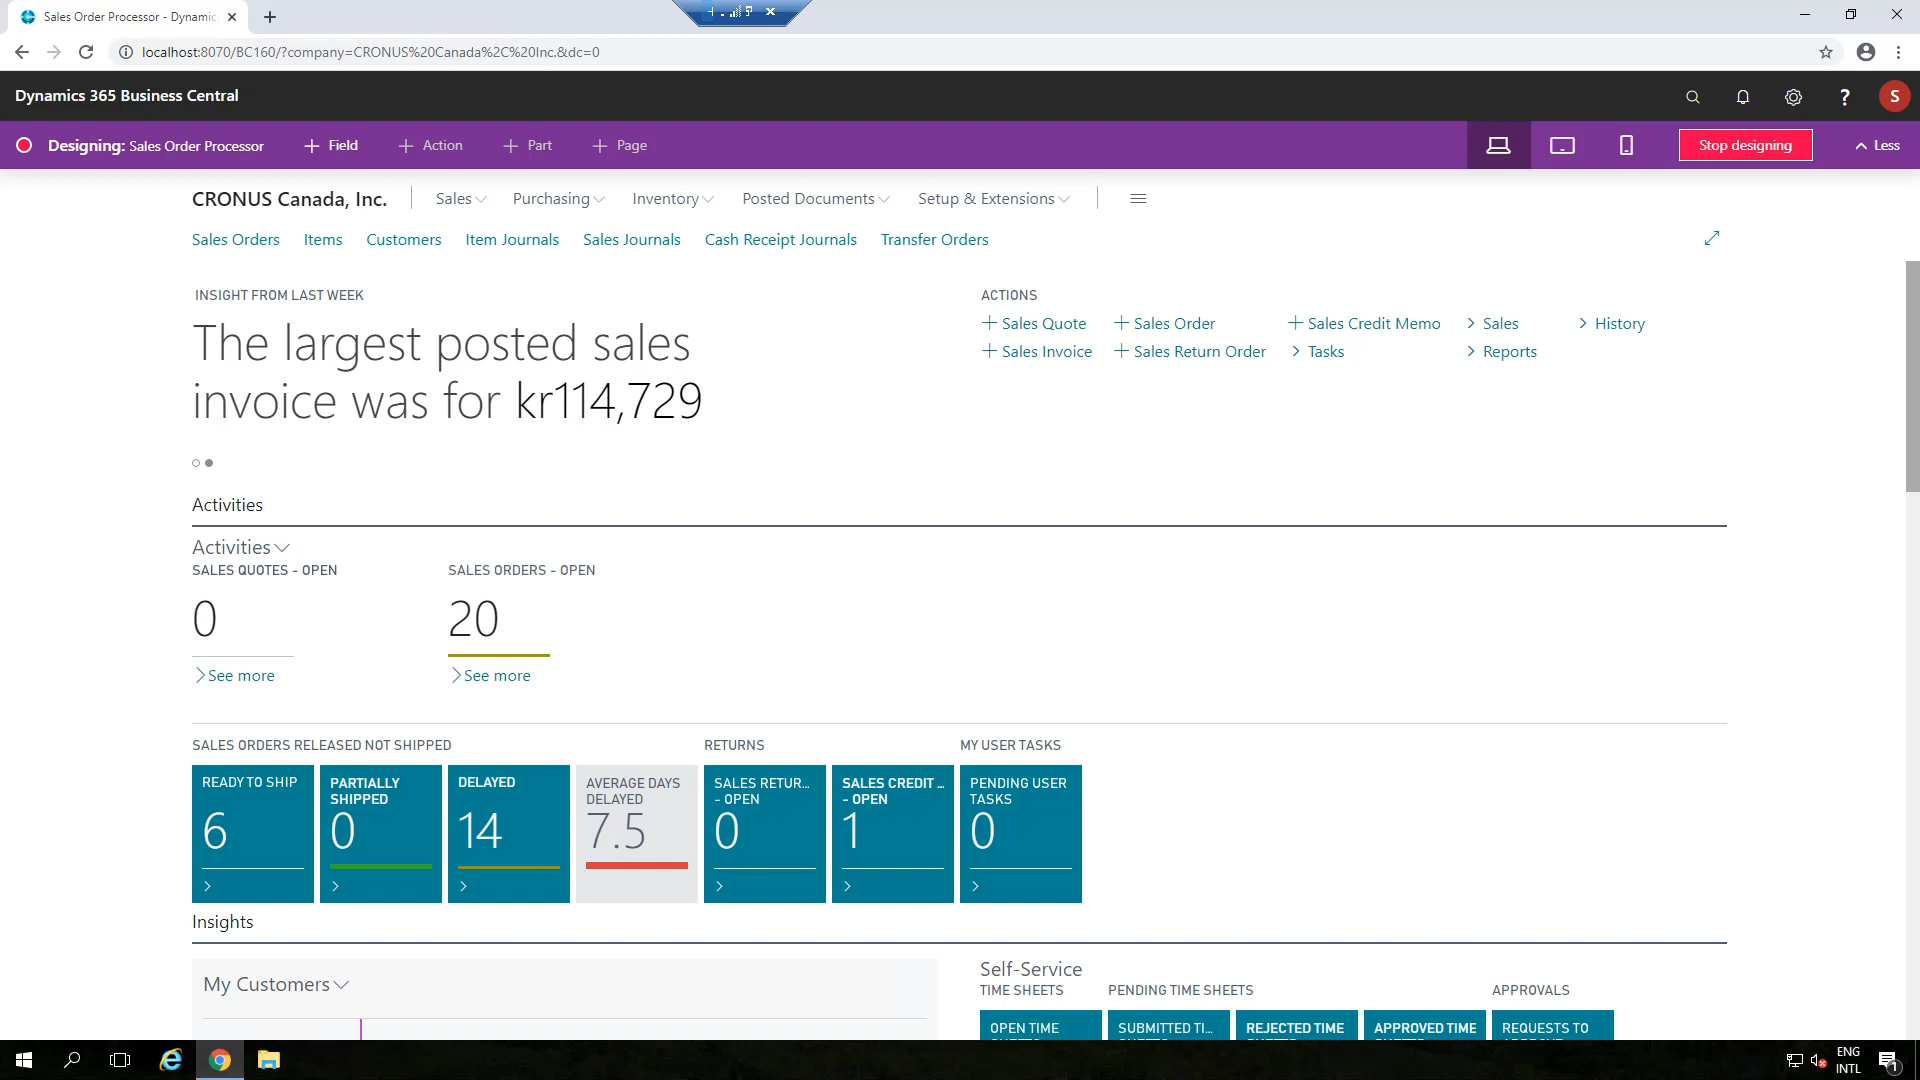 Sales Order Processor - Dynamic
localhost:8070/BC160/?company=CRONUS%20Canada%2C%20Inc.&dc=0
Dynamics 365 Business Central
?
S
Designing: Sales Order Processor
Field
Action
Part
Page
Stop designing
Less
CRONUS Canada, Inc.
Sales
Purchasing
Inventory
Posted Documents
Setup & Extensions
Sales Orders
Items
Customers
Item Journals
Sales Journals
Cash Receipt Journals
Transfer Orders
INSIGHT FROM LAST WEEK
The largest posted sales
invoice was for kr114,729
ACTIONS
Sales Quote
Sales Order
Sales Credit Memo
Sales
History
Sales Invoice
Sales Return Order
Tasks
Reports
Activities
Activities
SALES QUOTES - OPEN
SALES ORDERS - OPEN
0
20
See more
See more
SALES ORDERS RELEASED NOT SHIPPED
RETURNS
MY USER TASKS
READY TO SHIP
6
PARTIALLY
SHIPPED
0
DELAYED
14
AVERAGE DAYS
DELAYED
7.5
SALES RETUR...
- OPEN
0
SALES CREDIT ...
- OPEN
1
PENDING USER
TASKS
0
Insights
My Customers
Self-Service
TIME SHEETS
PENDING TIME SHEETS
APPROVALS
OPEN TIME
SUBMITTED TI...
REJECTED TIME
APPROVED TIME
REQUESTS TO
ENG
INTL
1